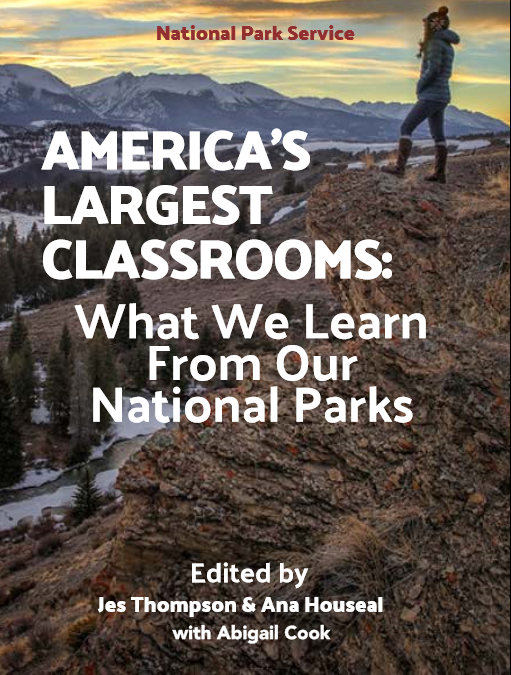 National Park Service
AMERICA'S
LARGEST
CLASSROOMS:
What We Learn
From Our
National Parks
Edited by
Jes Thompson & Ana Houseal
with Abigail Cook